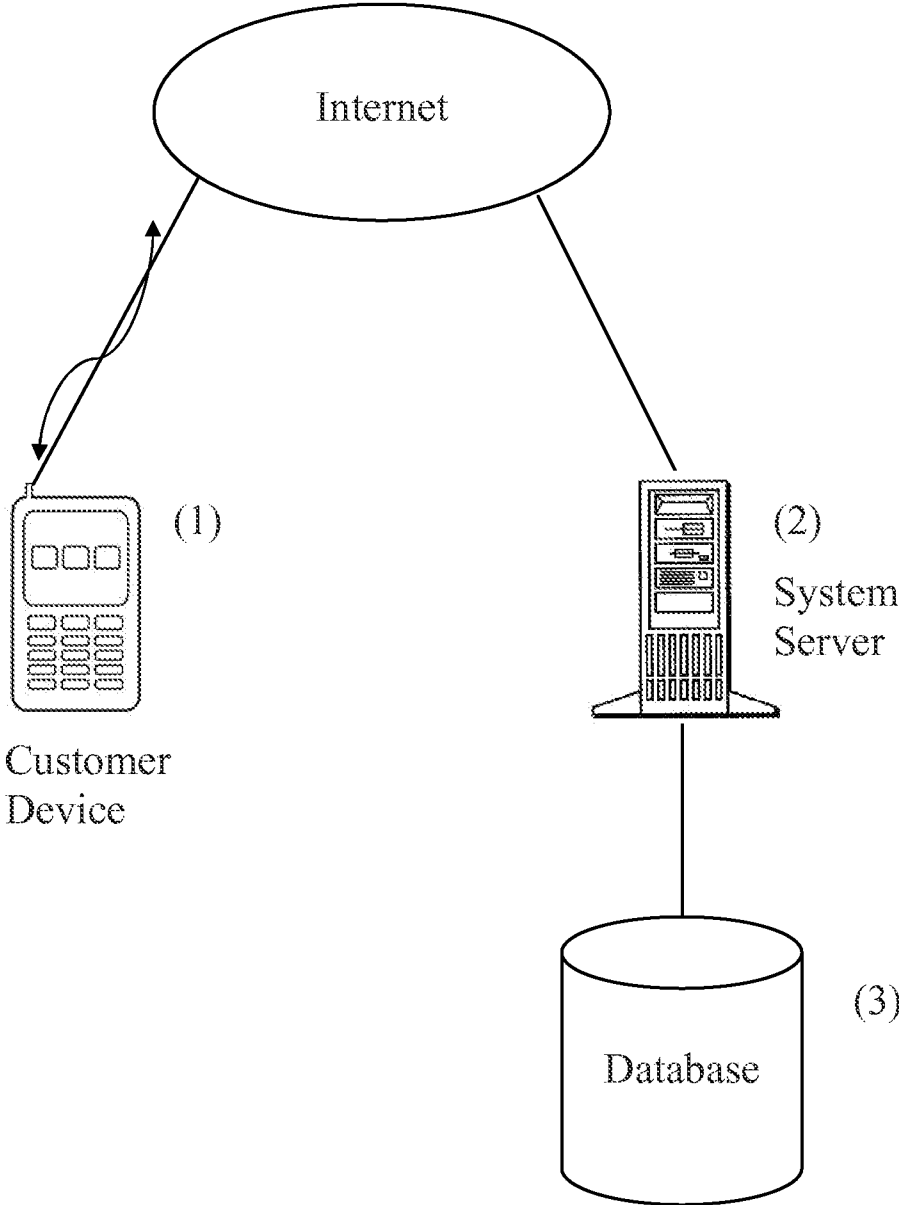 Internet
(1)
(2)
System
Server
Customer
Device
(3)
Database